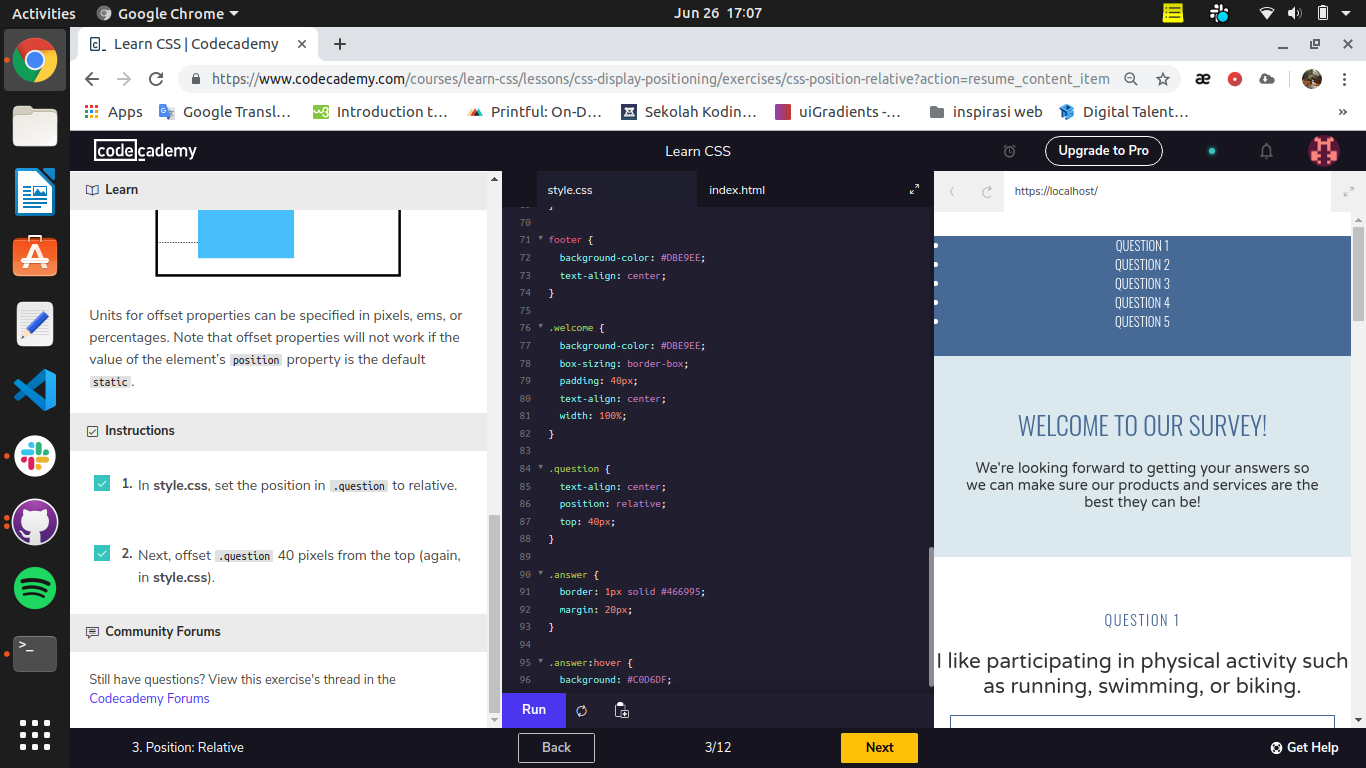 Activities
Google Chrome
Jun 26 17:07
Learn CSS | Codecademy
https://www.codecademy.com/courses/learn-css/lessons/css-display-positioning/exercises/css-position-relative?action=resume_content_item
Apps
Google Transl...
Introduction t...
Printful: On-D...
Sekolah Kodin...
uiGradients -...
inspirasi web
Digital Talent...
codecademy
Learn CSS
Upgrade to Pro
Learn
Units for offset properties can be specified in pixels, ems, or
percentages. Note that offset properties will not work if the
value of the element's position property is the default
static.
Instructions
1. In style.css, set the position in .question to relative.
2. Next, offset .question 40 pixels from the top (again,
in style.css).
Community Forums
Still have questions? View this exercise's thread in the
Codecademy Forums
style.css
index.html
70
71 footer {
72 background-color: #DBE9EE;
73 text-align: center;
74 }
75
76 .welcome {
77 background-color: #DBE9EE;
78 box-sizing: border-box;
79 padding: 40px;
80 text-align: center;
81 width: 100%;
82 }
83
84 .question {
85 text-align: center;
86 position: relative;
87 top: 40px;
88 }
89
90 .answer {
91 border: 1px solid #466995;
92 margin: 20px;
93 }
94
95 .answer:hover {
96 background: #C0D6DF;
Run
https://localhost/
QUESTION 1
QUESTION 2
QUESTION 3
QUESTION 4
QUESTION 5
WELCOME TO OUR SURVEY!
We're looking forward to getting your answers so
we can make sure our products and services are the
best they can be!
QUESTION 1
I like participating in physical activity such
as running, swimming, or biking.
3. Position: Relative
Back
3/12
Next
Get Help